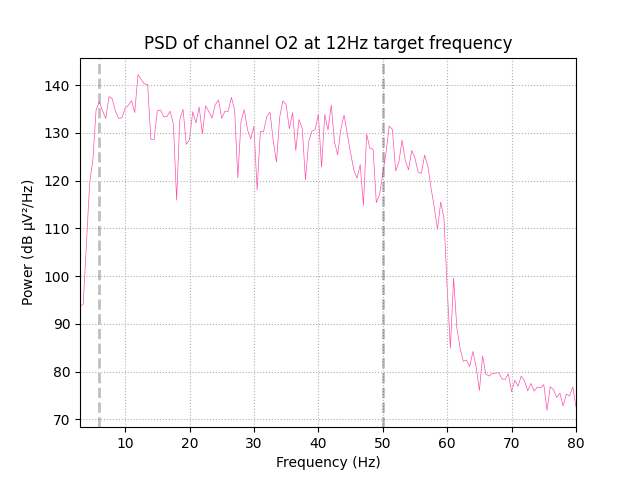 PSD of channel O2 at 12Hz target frequency
Power (dB µV²/Hz)
140
130
120
110
100
90
80
70
10 20 30 40 50 60 70 80
Frequency (Hz)